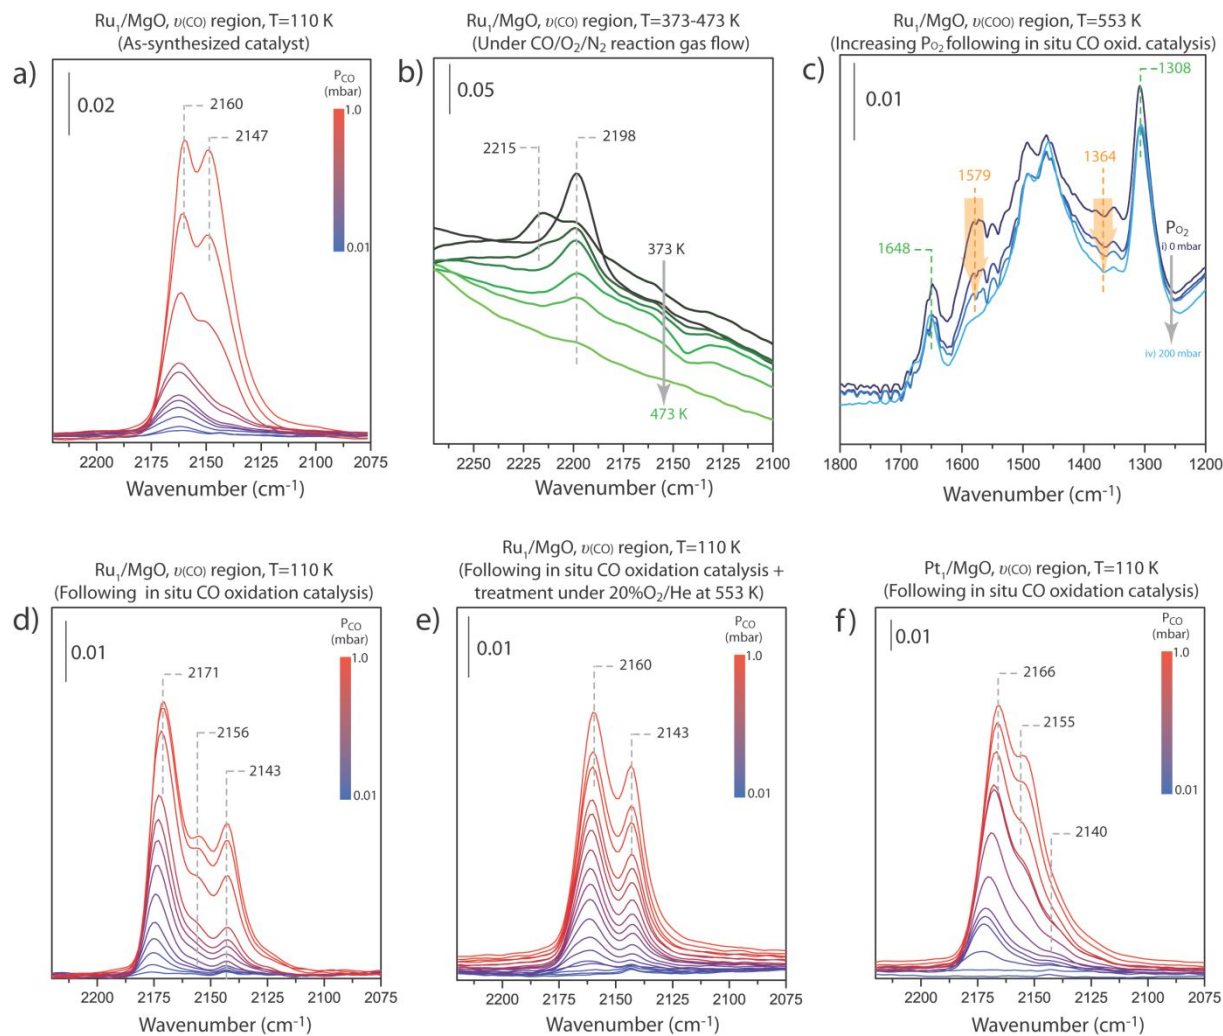 Ru₁/MgO, υ(CO) region, T=110 K
(As-synthesized catalyst)
a)
0.02
P_CO
(mbar)
1.0
0.01
2160
2147
2200 2175 2150 2125 2100 2075
Wavenumber (cm⁻¹)
Ru₁/MgO, υ(CO) region, T=373-473 K
(Under CO/O₂/N₂ reaction gas flow)
b)
0.05
2215
2198
373 K
473 K
2250 2200 2150 2100
Wavenumber (cm⁻¹)
Ru₁/MgO, υ(COO) region, T=553 K
(Increasing P_O₂ following in situ CO oxid. catalysis)
c)
0.01
1308
1579
1364
1648
P_O₂
i) 0 mbar
iv) 200 mbar
1800 1700 1600 1500 1400 1300 1200
Wavenumber (cm⁻¹)
Ru₁/MgO, υ(CO) region, T=110 K
(Following in situ CO oxidation catalysis)
d)
0.01
P_CO
(mbar)
1.0
0.01
2171
2156
2143
2200 2175 2150 2125 2100 2075
Wavenumber (cm⁻¹)
Ru₁/MgO, υ(CO) region, T=110 K
(Following in situ CO oxidation catalysis +
treatment under 20%O₂/He at 553 K)
e)
0.01
P_CO
(mbar)
1.0
0.01
2160
2143
2200 2175 2150 2125 2100 2075
Wavenumber (cm⁻¹)
Pt₁/MgO, υ(CO) region, T=110 K
(Following in situ CO oxidation catalysis)
f)
0.01
P_CO
(mbar)
1.0
0.01
2166
2155
2140
2200 2175 2150 2125 2100 2075
Wavenumber (cm⁻¹)